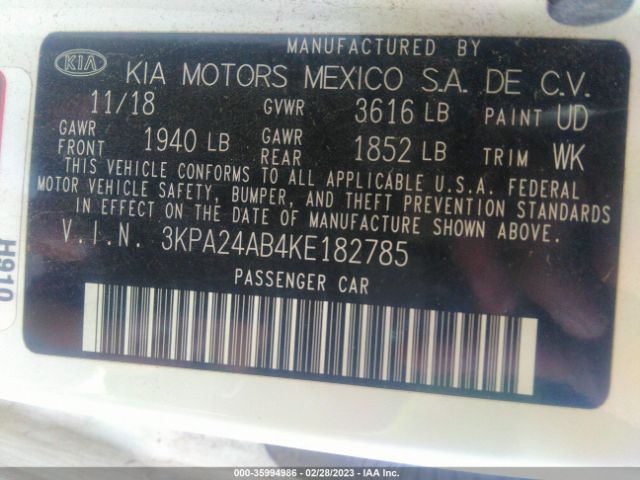 MANUFACTURED BY
KIA KIA MOTORS MEXICO S.A. DE C.V.
11/18 GVWR 3616 LB PAINT UD
GAWR FRONT 1940 LB GAWR REAR 1852 LB TRIM WK
THIS VEHICLE CONFORMS TO ALL APPLICABLE U.S.A. FEDERAL
MOTOR VEHICLE SAFETY, BUMPER, AND THEFT PREVENTION STANDARDS
IN EFFECT ON THE DATE OF MANUFACTURE SHOWN ABOVE.
V.I.N. 3KPA24AB4KE182785
PASSENGER CAR
H910
000-35994986 - 02/28/2023 - IAA Inc.